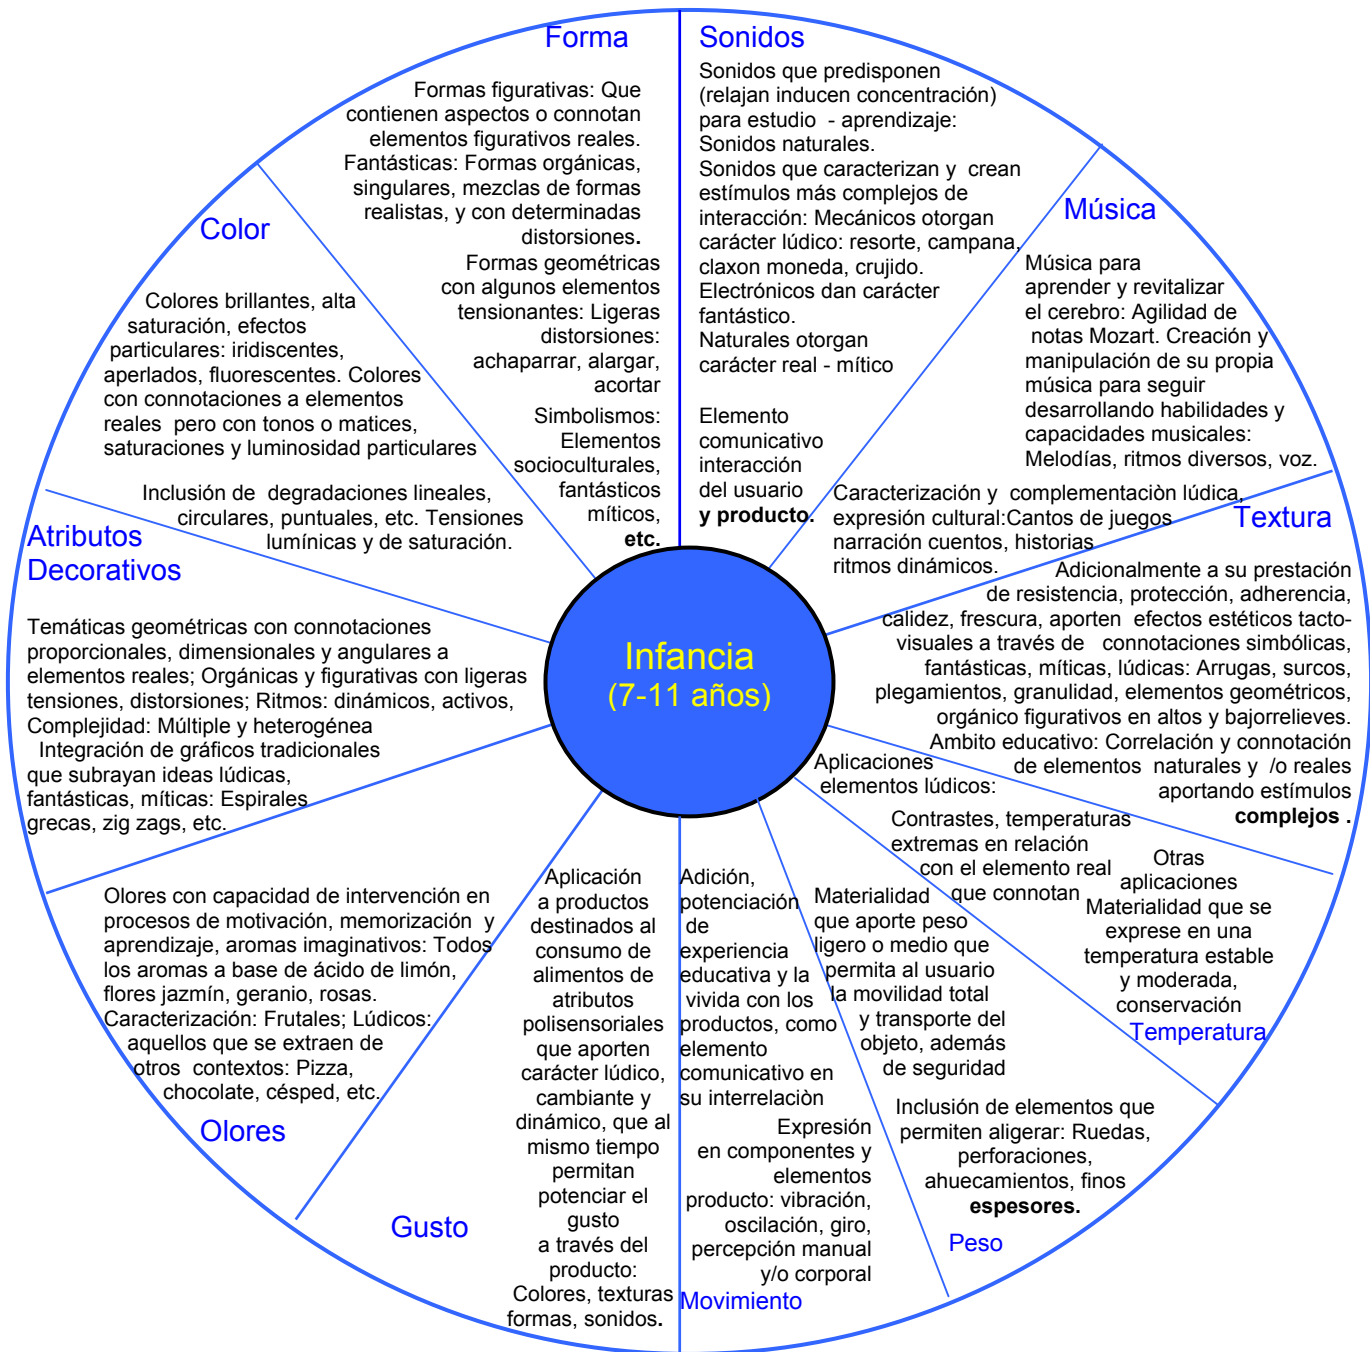 Forma
Formas figurativas: Que
contienen aspectos o connotan
elementos figurativos reales.
Fantásticas: Formas orgánicas,
singulares, mezclas de formas
realistas, y con determinadas
distorsiones.
Formas geométricas
con algunos elementos
tensionantes: Ligeras
distorsiones:
achaparrar, alargar,
acortar
Simbolismos:
Elementos
socioculturales,
fantásticos
míticos,
etc.
Sonidos
Sonidos que predisponen
(relajan inducen concentración)
para estudio - aprendizaje:
Sonidos naturales.
Sonidos que caracterizan y crean
estímulos más complejos de
interacción: Mecánicos otorgan
carácter lúdico: resorte, campana,
claxon moneda, crujido.
Electrónicos dan carácter
fantástico.
Naturales otorgan
carácter real - mítico
Elemento
comunicativo
interacción
del usuario
y producto.
Música
Música para
aprender y revitalizar
el cerebro: Agilidad de
notas Mozart. Creación y
manipulación de su propia
música para seguir
desarrollando habilidades y
capacidades musicales:
Melodías, ritmos diversos, voz.
Caracterización y complementaciòn lúdica,
expresión cultural:Cantos de juegos
narración cuentos, historias
ritmos dinámicos.
Textura
Adicionalmente a su prestación
de resistencia, protección, adherencia,
calidez, frescura, aporten efectos estéticos tacto-
visuales a través de connotaciones simbólicas,
fantásticas, míticas, lúdicas: Arrugas, surcos,
plegamientos, granulidad, elementos geométricos,
orgánico figurativos en altos y bajorrelieves.
Ambito educativo: Correlación y connotación
de elementos naturales y /o reales
aportando estímulos
complejos .
Aplicaciones
elementos lúdicos:
Contrastes, temperaturas
extremas en relación
con el elemento real
que connotan
Otras
aplicaciones
Materialidad que se
exprese en una
temperatura estable
y moderada,
conservación
Temperatura
Materialidad
que aporte peso
ligero o medio que
permita al usuario
la movilidad total
y transporte del
objeto, además
de seguridad
Inclusión de elementos que
permiten aligerar: Ruedas,
perforaciones,
ahuecamientos, finos
espesores.
Peso
Adición,
potenciación
de
experiencia
educativa y la
vivida con los
productos, como
elemento
comunicativo en
su interrelaciòn
Expresión
en componentes y
elementos
producto: vibración,
oscilación, giro,
percepción manual
y/o corporal
Movimiento
Aplicación
a productos
destinados al
consumo de
alimentos de
atributos
polisensoriales
que aporten
carácter lúdico,
cambiante y
dinámico, que al
mismo tiempo
permitan
potenciar el
gusto
a través del
producto:
Colores, texturas
formas, sonidos.
Gusto
Olores con capacidad de intervención en
procesos de motivación, memorización y
aprendizaje, aromas imaginativos: Todos
los aromas a base de ácido de limón,
flores jazmín, geranio, rosas.
Caracterización: Frutales; Lúdicos:
aquellos que se extraen de
otros contextos: Pizza,
chocolate, césped, etc.
Olores
Atributos
Decorativos
Temáticas geométricas con connotaciones
proporcionales, dimensionales y angulares a
elementos reales; Orgánicas y figurativas con ligeras
tensiones, distorsiones; Ritmos: dinámicos, activos,
Complejidad: Múltiple y heterogénea
Integración de gráficos tradicionales
que subrayan ideas lúdicas,
fantásticas, míticas: Espirales
grecas, zig zags, etc.
Color
Colores brillantes, alta
saturación, efectos
particulares: iridiscentes,
aperlados, fluorescentes. Colores
con connotaciones a elementos
reales pero con tonos o matices,
saturaciones y luminosidad particulares
Inclusión de degradaciones lineales,
circulares, puntuales, etc. Tensiones
lumínicas y de saturación.
Infancia
(7-11 años)